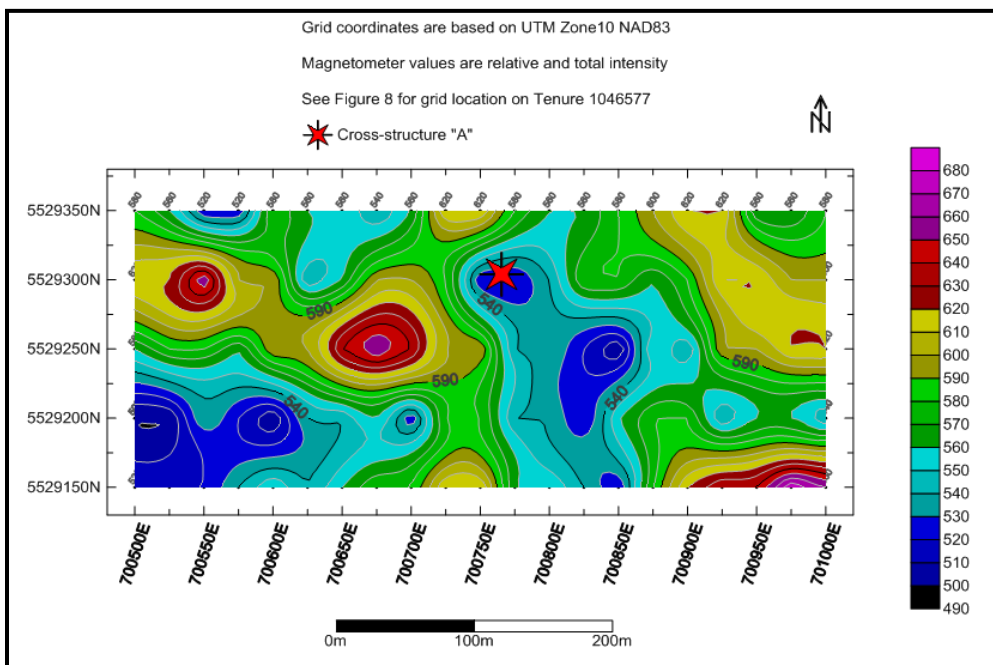 Grid coordinates are based on UTM Zone10 NAD83
Magnetometer values are relative and total intensity
See Figure 8 for grid location on Tenure 1046577
Cross-structure "A"
N
5529350N
5529300N
5529250N
5529200N
5529150N
590
540
590
540
590
540
680
670
660
650
640
630
620
610
600
590
580
570
560
550
540
530
520
510
500
490
700500E
700550E
700600E
700650E
700700E
700750E
700800E
700850E
700900E
700950E
701000E
0m
100m
200m